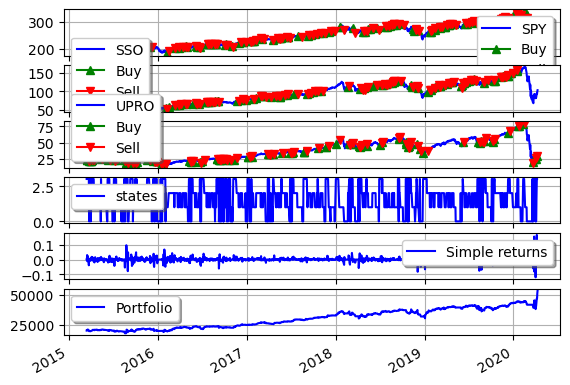 300
200
SPY
Buy
SSO
Buy
Sell
150
100
50
UPRO
Buy
Sell
75
50
25
2.5
0.0
states
0.1
0.0
−0.1
Simple returns
50000
25000
Portfolio
2015
2016
2017
2018
2019
2020